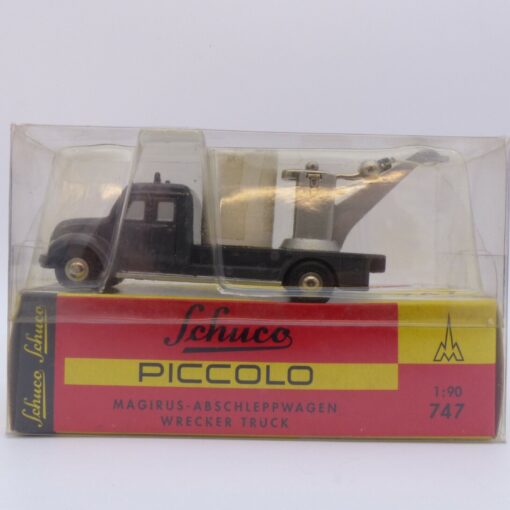 Schuco Schuco
Schuco
PICCOLO
MAGIRUS-ABSCHLEPPWAGEN
WRECKER TRUCK
1:90
747